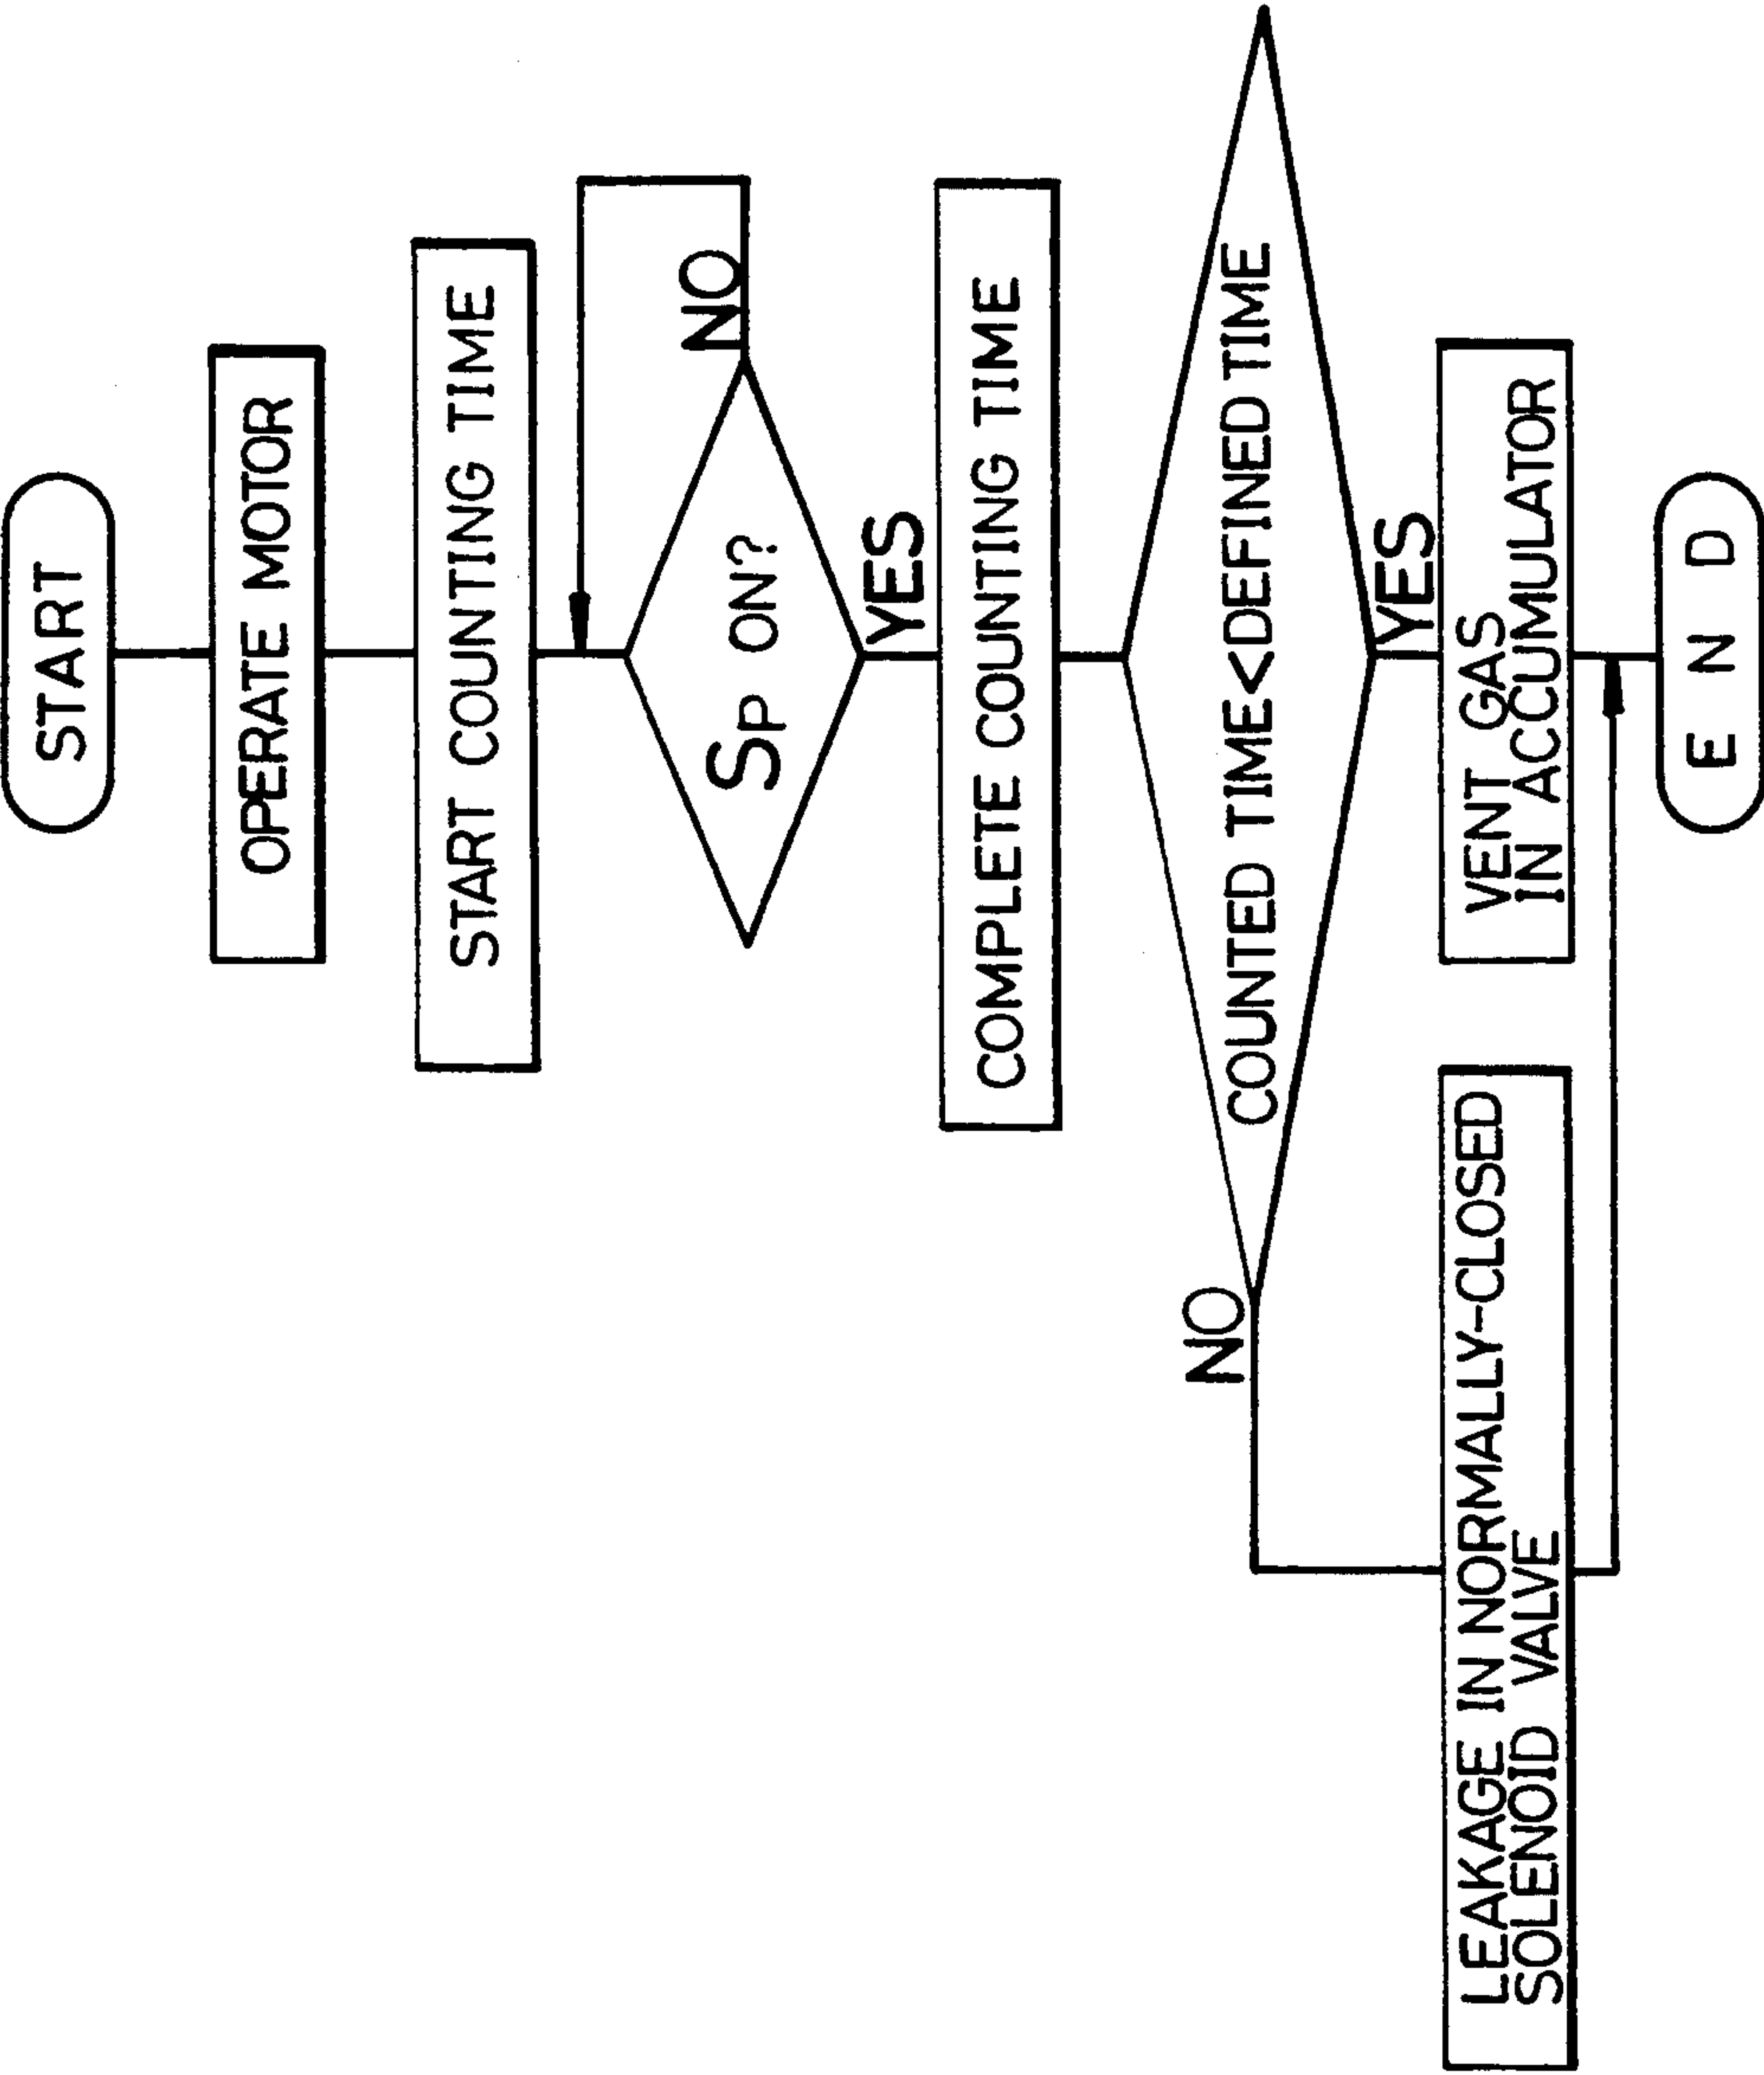 START
OPERATE MOTOR
START COUNTING TIME
SP ON?
NO
YES
COMPLETE COUNTING TIME
COUNTED TIME<DEFINED TIME
NO
YES
LEAKAGE IN NORMALLY-CLOSED
SOLENOID VALVE
VENT GAS
IN ACCUMULATOR
END